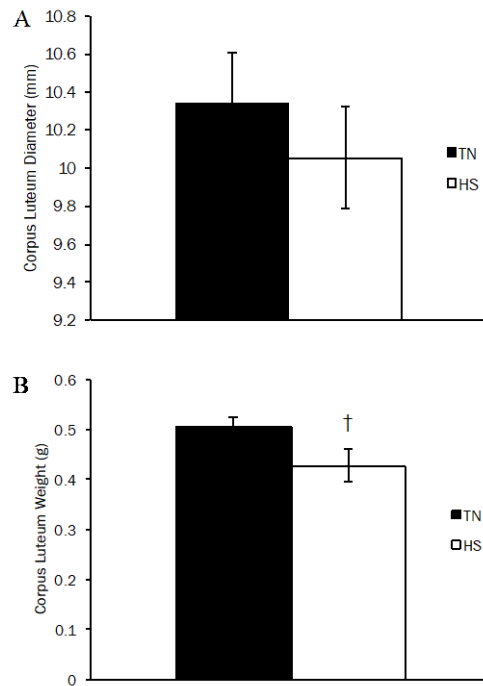 A
Corpus Luteum Diameter (mm)
10.8
10.6
10.4
10.2
10
9.8
9.6
9.4
9.2
TN
HS
B
Corpus Luteum Weight (g)
0.6
0.5
0.4
0.3
0.2
0.1
0
†
TN
HS